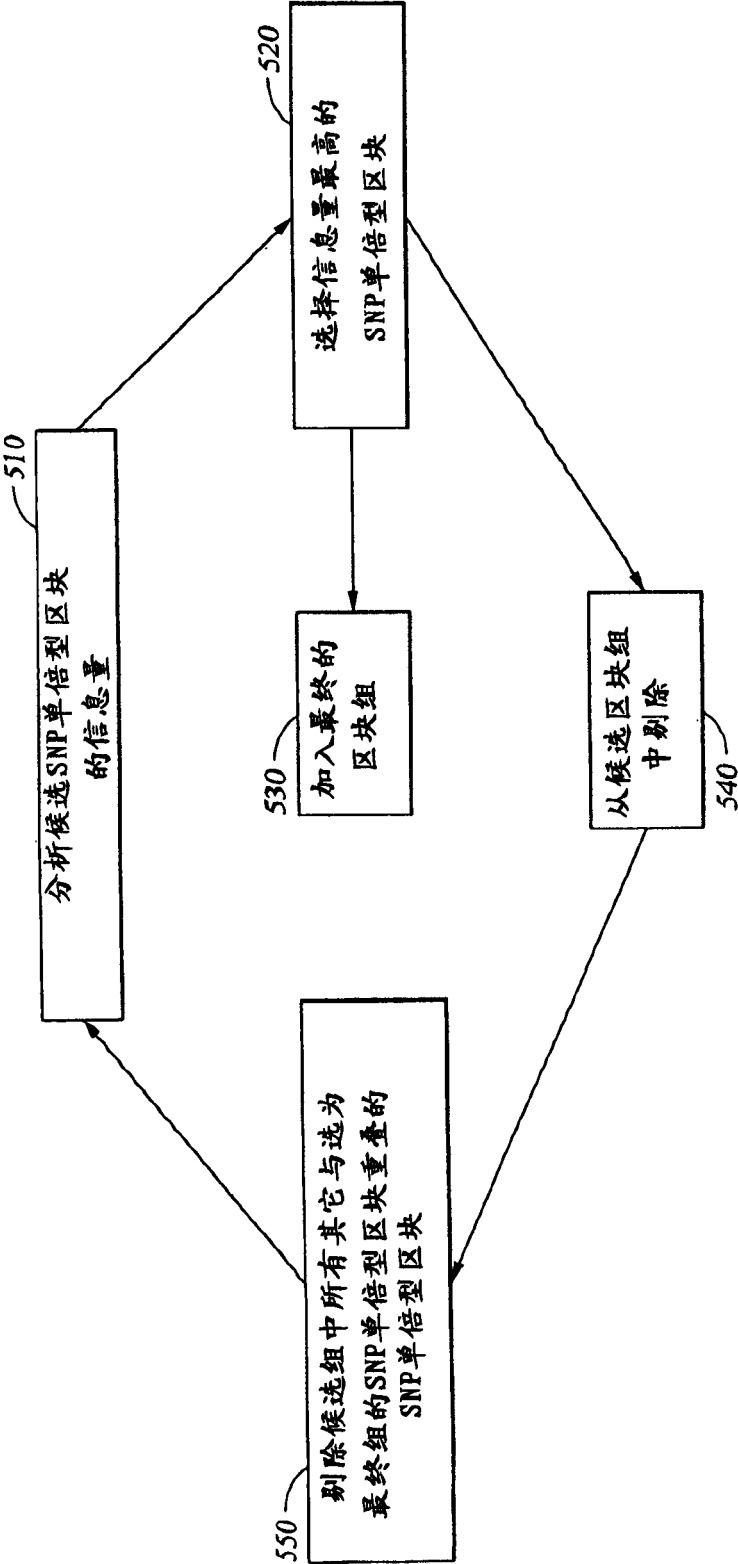 510
分析候选SNP单倍型区块
的信息量
520
选择信息量最高的
SNP单倍型区块
530
加入最终的
区块组
540
从候选区块组
中剔除
550
剔除候选组中所有其它与选为
最终组的SNP单倍型区块重叠的
SNP单倍型区块